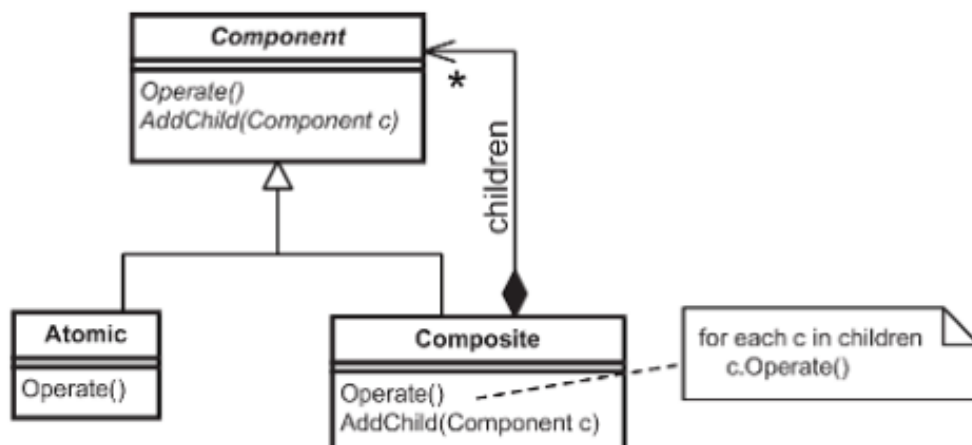 Component
Operate()
AddChild(Component c)
*
children
Atomic
Operate()
Composite
Operate()
AddChild(Component c)
for each c in children
c.Operate()